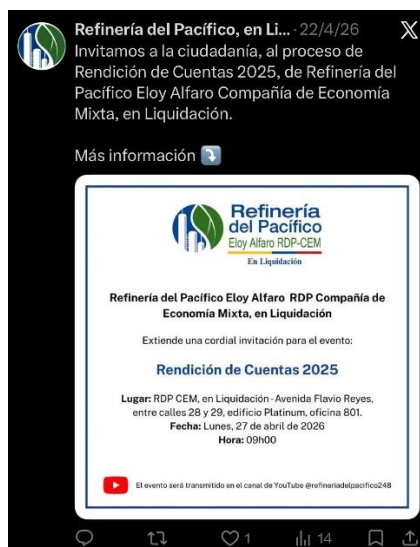 Refinería del Pacífico, en Li... · 22/4/26
Invitamos a la ciudadanía, al proceso de
Rendición de Cuentas 2025, de Refinería del
Pacífico Eloy Alfaro Compañía de Economía
Mixta, en Liquidación.
Más información
Refinería
del Pacífico
Eloy Alfaro RDP-CEM
En Liquidación
Refinería del Pacífico Eloy Alfaro RDP Compañía de
Economía Mixta, en Liquidación
Extiende una cordial invitación para el evento:
Rendición de Cuentas 2025
Lugar: RDP CEM, en Liquidación - Avenida Flavio Reyes,
entre calles 28 y 29, edificio Platinum, oficina 801.
Fecha: Lunes, 27 de abril de 2026
Hora: 09h00
El evento será transmitido en el canal de YouTube @refineriadelpacifico248
1
14